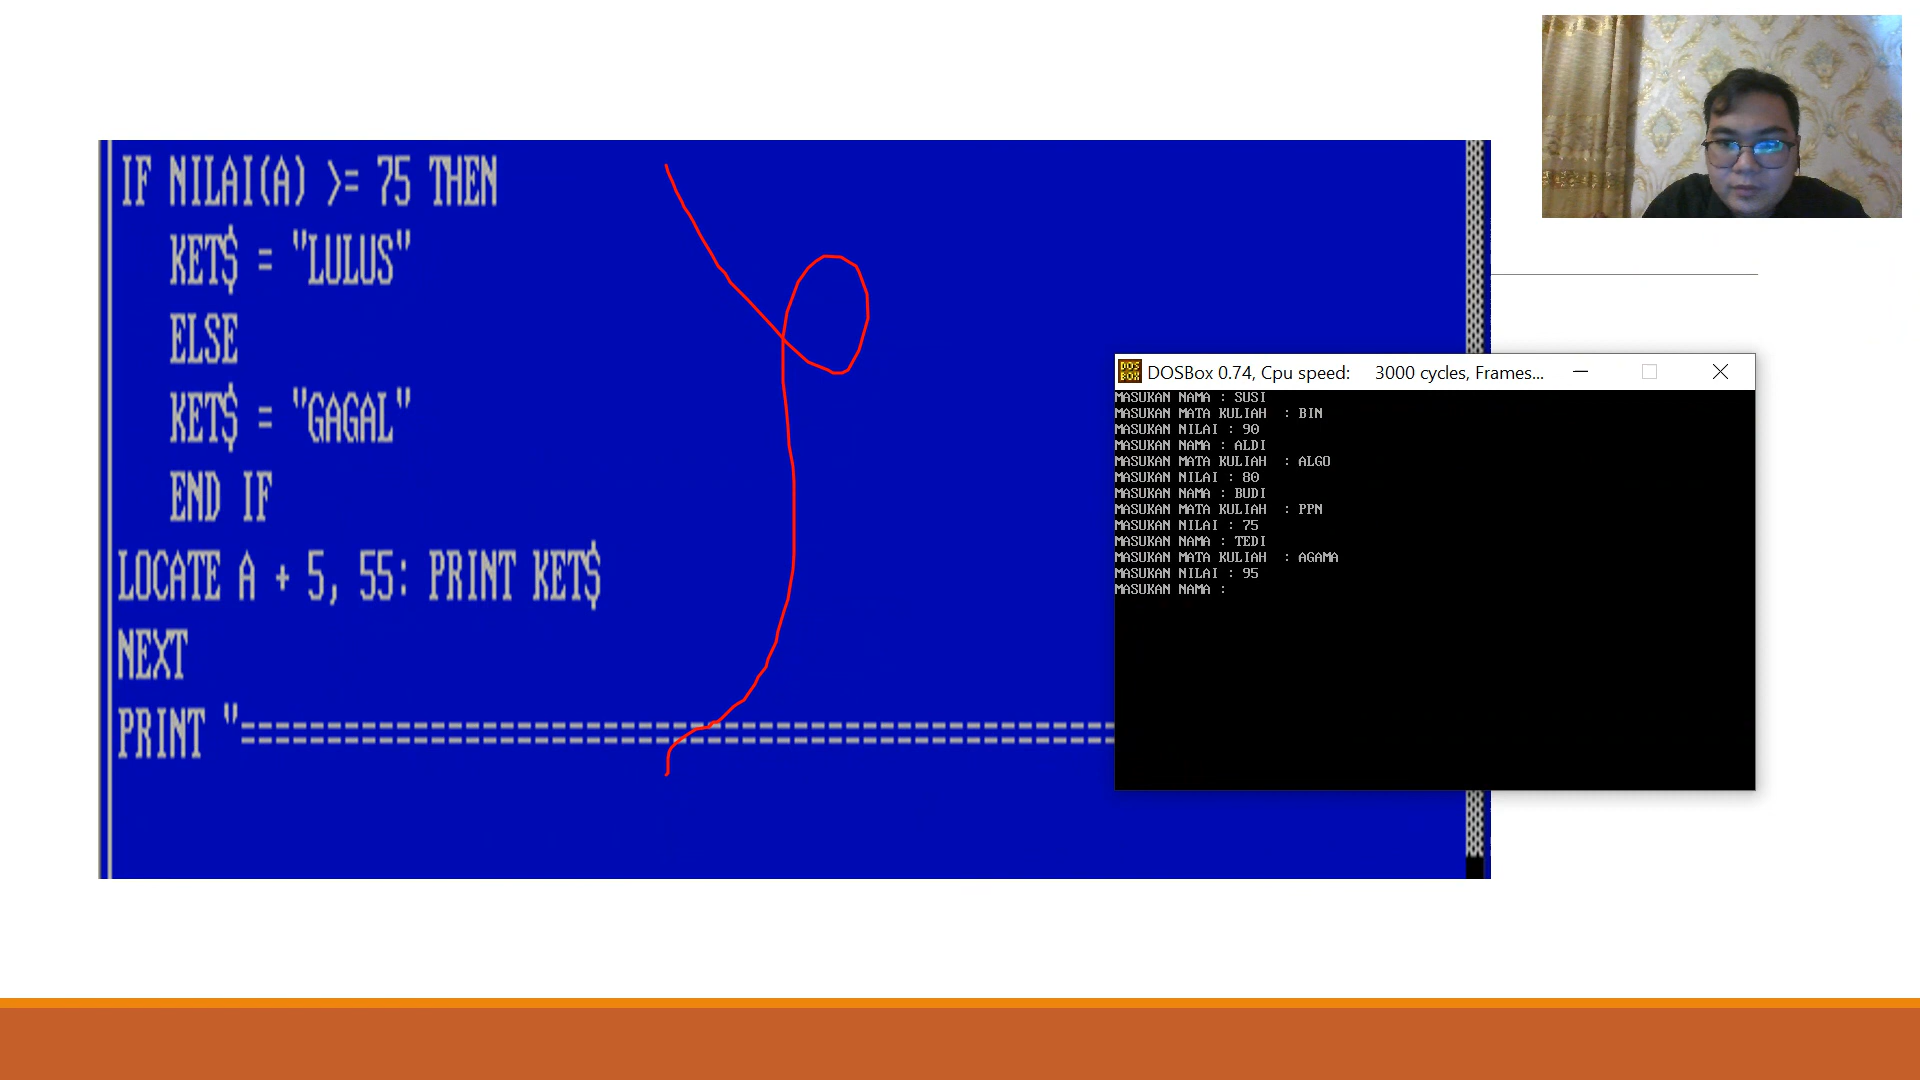 IF NILAI(A) >= 75 THEN
KET$ = "LULUS"
ELSE
KET$ = "GAGAL"
END IF
LOCATE A + 5, 55: PRINT KET$
NEXT
PRINT "===================================================
DOS BOX
DOSBox 0.74, Cpu speed: 3000 cycles, Frames...
MASUKAN NAMA : SUSI
MASUKAN MATA KULIAH : BIN
MASUKAN NILAI : 90
MASUKAN NAMA : ALDI
MASUKAN MATA KULIAH : ALGO
MASUKAN NILAI : 80
MASUKAN NAMA : BUDI
MASUKAN MATA KULIAH : PPN
MASUKAN NILAI : 75
MASUKAN NAMA : TEDI
MASUKAN MATA KULIAH : AGAMA
MASUKAN NILAI : 95
MASUKAN NAMA :